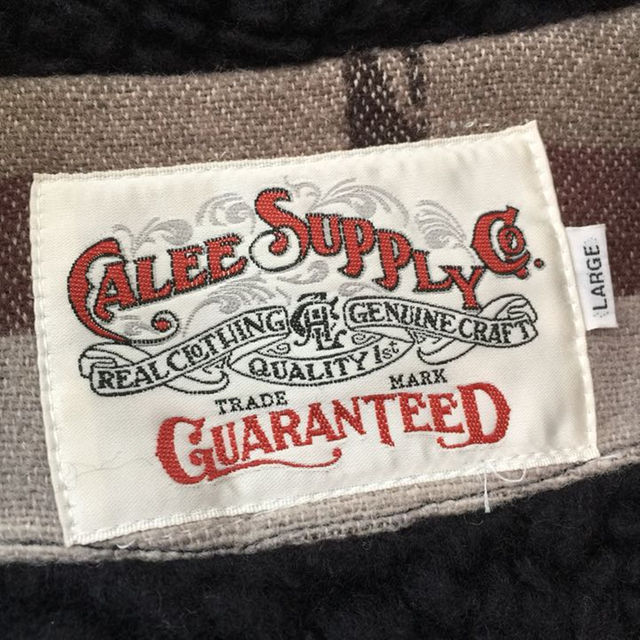 CALEE SUPPLY Co.
REAL CLOTHING GENUINE CRAFT
QUALITY 1st
TRADE MARK
GUARANTEED
LARGE